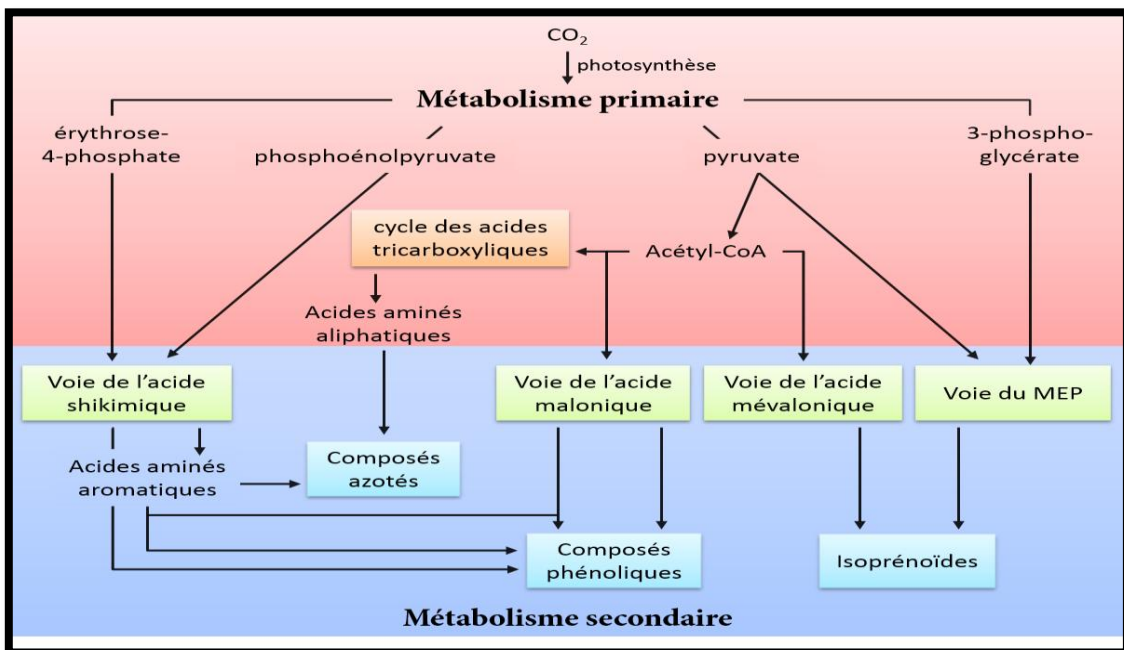 CO₂
photosynthèse
Métabolisme primaire
érythrose-
4-phosphate
phosphoénolpyruvate
pyruvate
3-phospho-
glycérate
cycle des acides
tricarboxyliques
Acétyl-CoA
Acides aminés
aliphatiques
Voie de l’acide
shikimique
Voie de l’acide
malonique
Voie de l’acide
mévalonique
Voie du MEP
Acides aminés
aromatiques
Composés
azotés
Composés
phénoliques
Isoprénoïdes
Métabolisme secondaire